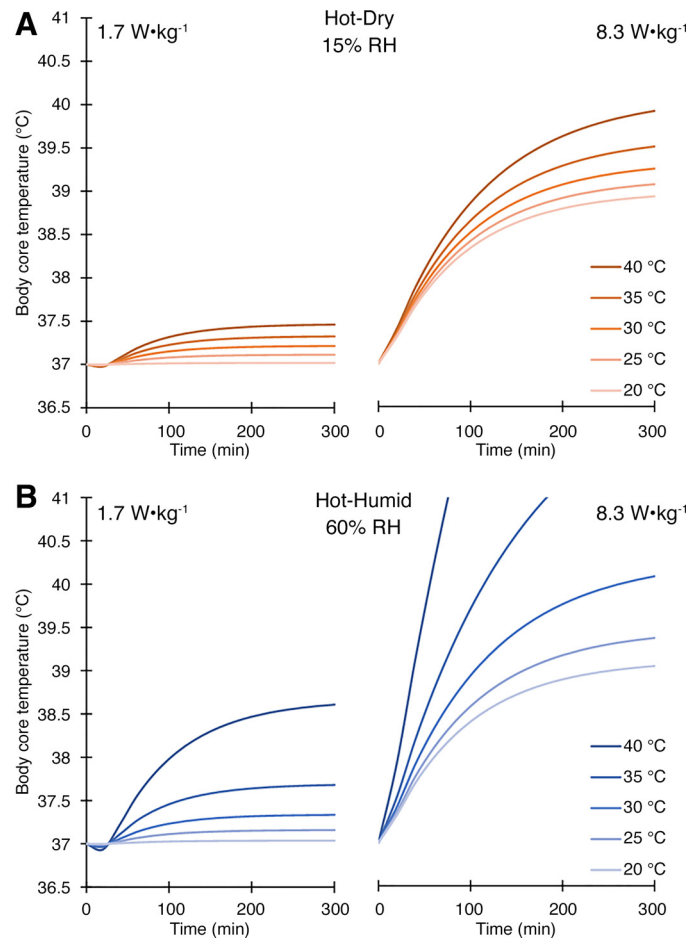 A
Hot-Dry
15% RH
1.7 W•kg-1
8.3 W•kg-1
Body core temperature (°C)
41
40.5
40
39.5
39
38.5
38
37.5
37
36.5
40 °C
35 °C
30 °C
25 °C
20 °C
0 100 200 300
0 100 200 300
Time (min)
Time (min)
B
Hot-Humid
60% RH
1.7 W•kg-1
8.3 W•kg-1
Body core temperature (°C)
41
40.5
40
39.5
39
38.5
38
37.5
37
36.5
40 °C
35 °C
30 °C
25 °C
20 °C
0 100 200 300
0 100 200 300
Time (min)
Time (min)